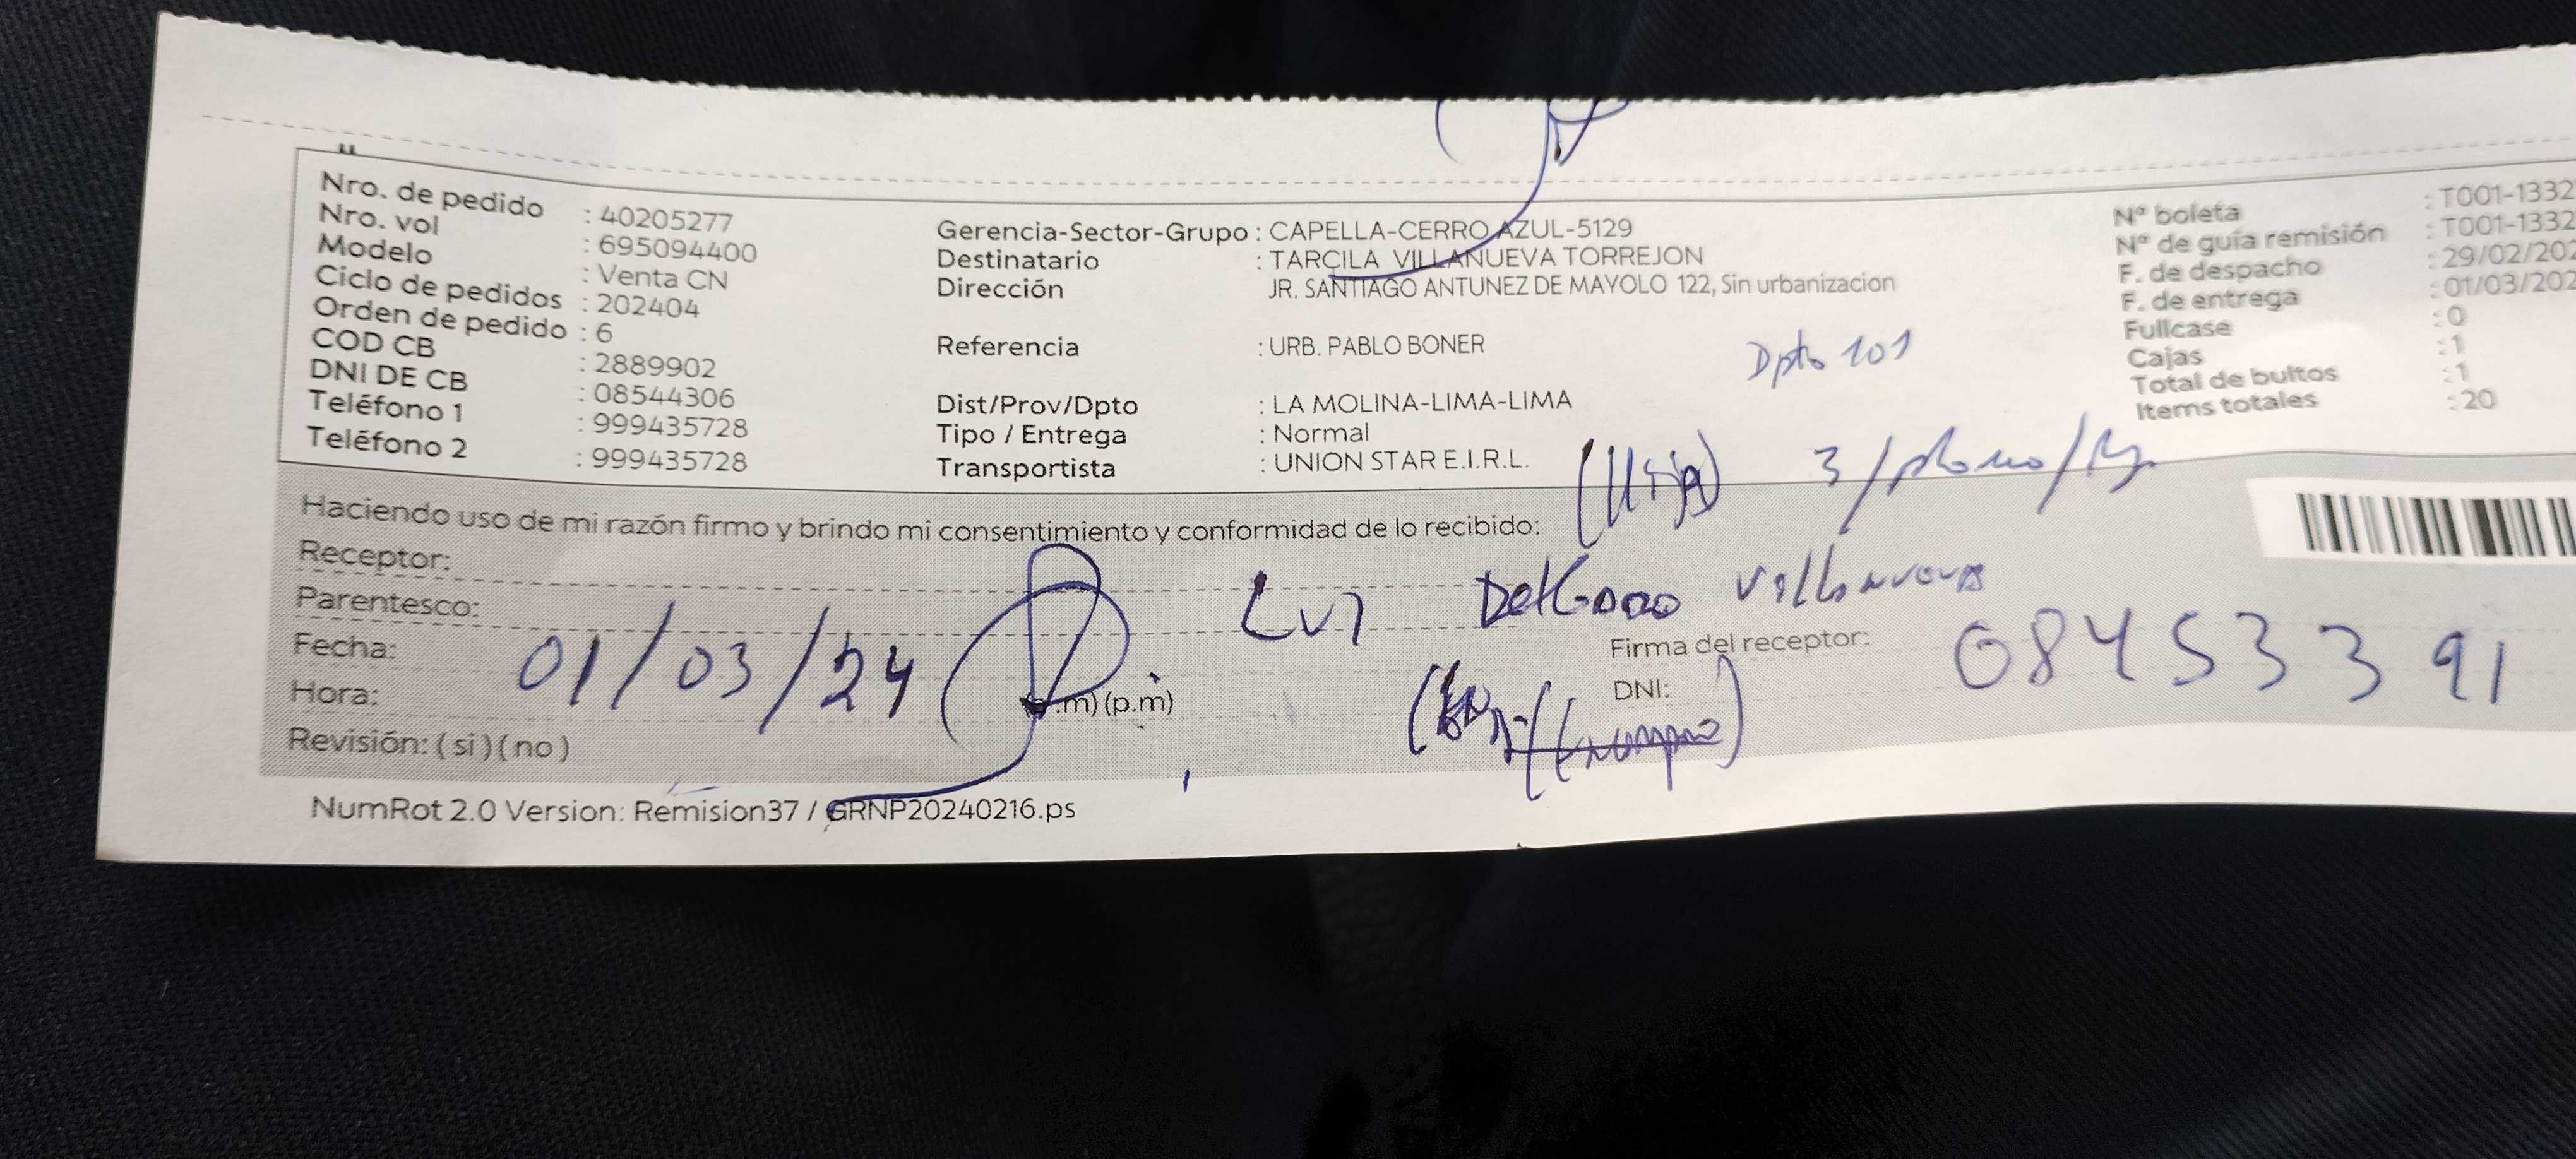 Nro. de pedido : 40205277
Nro. vol : 695094400
Modelo : Venta CN
Ciclo de pedidos : 202404
Orden de pedido : 6
COD CB : 2889902
DNI DE CB : 08544306
Teléfono 1 : 999435728
Teléfono 2 : 999435728
Gerencia-Sector-Grupo : CAPELLA-CERRO AZUL-5129
Destinatario : TARCILA VILLANUEVA TORREJON
Dirección JR. SANTIAGO ANTUNEZ DE MAYOLO 122, Sin urbanizacion
Referencia : URB. PABLO BONER
Dpto 101
Dist/Prov/Dpto : LA MOLINA-LIMA-LIMA
Tipo / Entrega : Normal
Transportista : UNION STAR E.I.R.L.
Nº boleta : T001-1332
Nº de guía remisión : T001-1332
F. de despacho : 29/02/202
F. de entrega : 01/03/202
Fullcase : 0
Cajas : 1
Total de bultos : 1
Items totales : 20
(Hija) 3/plomo/
Haciendo uso de mi razón firmo y brindo mi consentimiento y conformidad de lo recibido:
Receptor:
Parentesco: Luz Delgado Villanueva
Fecha: 01/03/24
Firma del receptor:
Hora: .m) (p.m)
DNI: 08453391
Revisión: ( si ) ( no )
NumRot 2.0 Version: Remision37 / GRNP20240216.ps